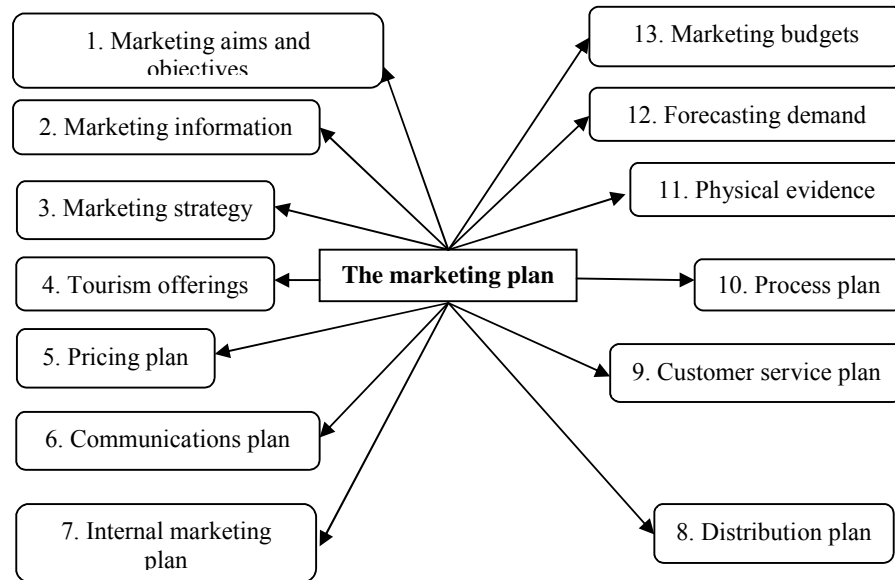 1. Marketing aims and
objectives
2. Marketing information
3. Marketing strategy
4. Tourism offerings
5. Pricing plan
6. Communications plan
7. Internal marketing
plan
The marketing plan
13. Marketing budgets
12. Forecasting demand
11. Physical evidence
10. Process plan
9. Customer service plan
8. Distribution plan